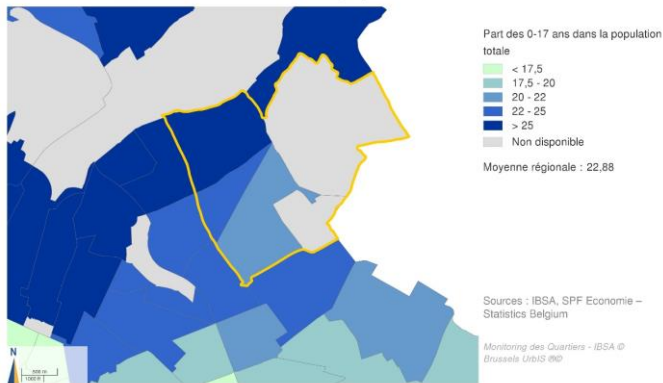 Part des 0-17 ans dans la population
totale
< 17,5
17,5 - 20
20 - 22
22 - 25
> 25
Non disponible
Moyenne régionale : 22,88
Sources : IBSA, SPF Economie –
Statistics Belgium
Monitoring des Quartiers - IBSA ©
Brussels UrbIS ®©
N